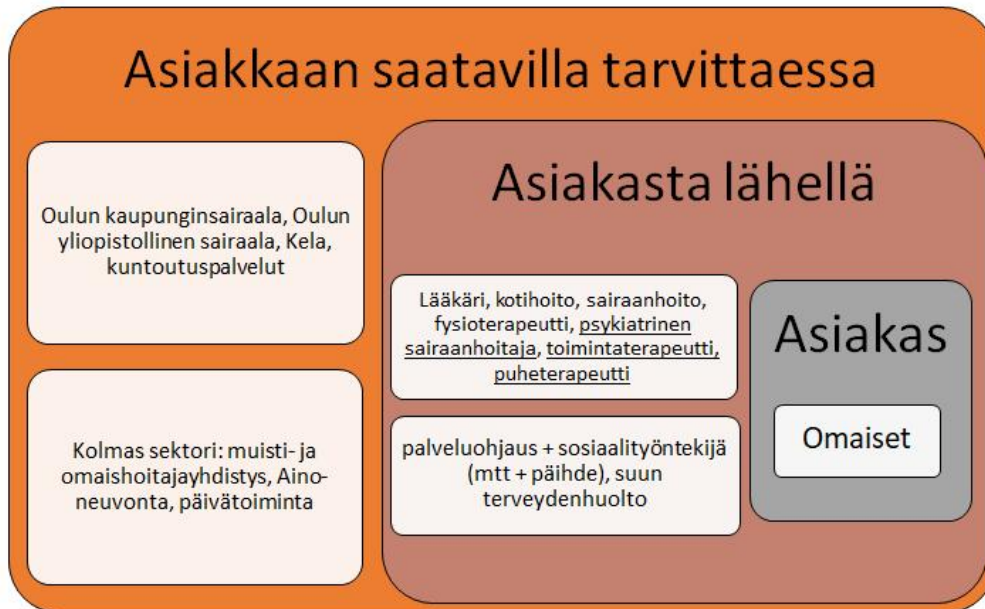 Asiakkaan saatavilla tarvittaessa
Oulun kaupunginsairaala, Oulun
yliopistollinen sairaala, Kela,
kuntoutuspalvelut
Kolmas sektori: muisti- ja
omaishoitajayhdistys, Aino-
neuvonta, päivätoiminta
Asiakasta lähellä
Lääkäri, kotihoito, sairaanhoito,
fysioterapeutti, psykiatrinen
sairaanhoitaja, toimintaterapeutti,
puheterapeutti
palveluohjaus + sosiaalityöntekijä
(mtt + päihde), suun
terveydenhuolto
Asiakas
Omaiset